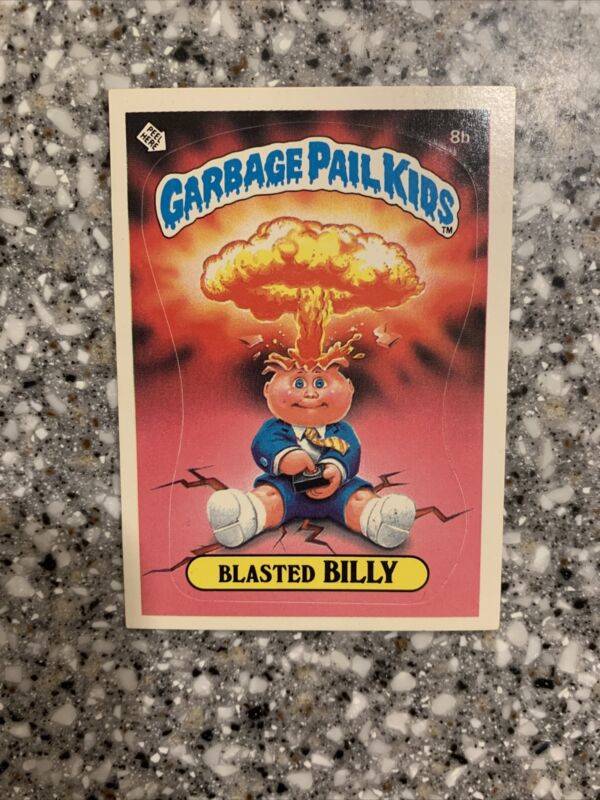 PEEL
HERE
8b
GARBAGE PAIL KIDS
TM
BLASTED BILLY